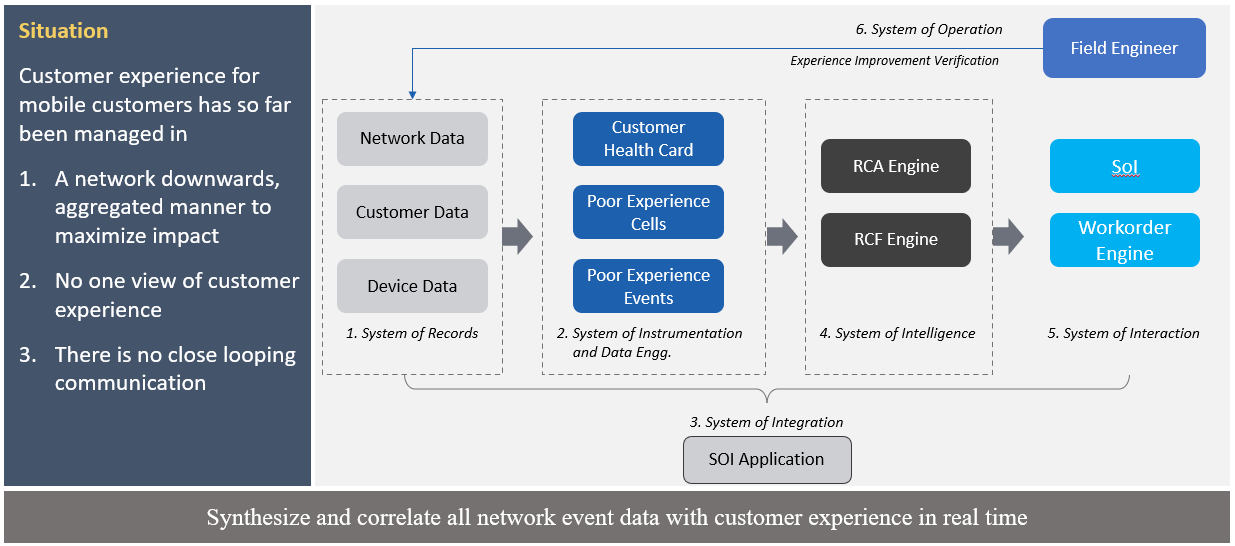 Situation
Customer experience for
mobile customers has so far
been managed in
1. A network downwards,
aggregated manner to
maximize impact
2. No one view of customer
experience
3. There is no close looping
communication
6. System of Operation
Experience Improvement Verification
Field Engineer
Network Data
Customer Data
Device Data
1. System of Records
Customer
Health Card
Poor Experience
Cells
Poor Experience
Events
2. System of Instrumentation
and Data Engg.
RCA Engine
RCF Engine
4. System of Intelligence
SoI
Workorder
Engine
5. System of Interaction
3. System of Integration
SOI Application
Synthesize and correlate all network event data with customer experience in real time